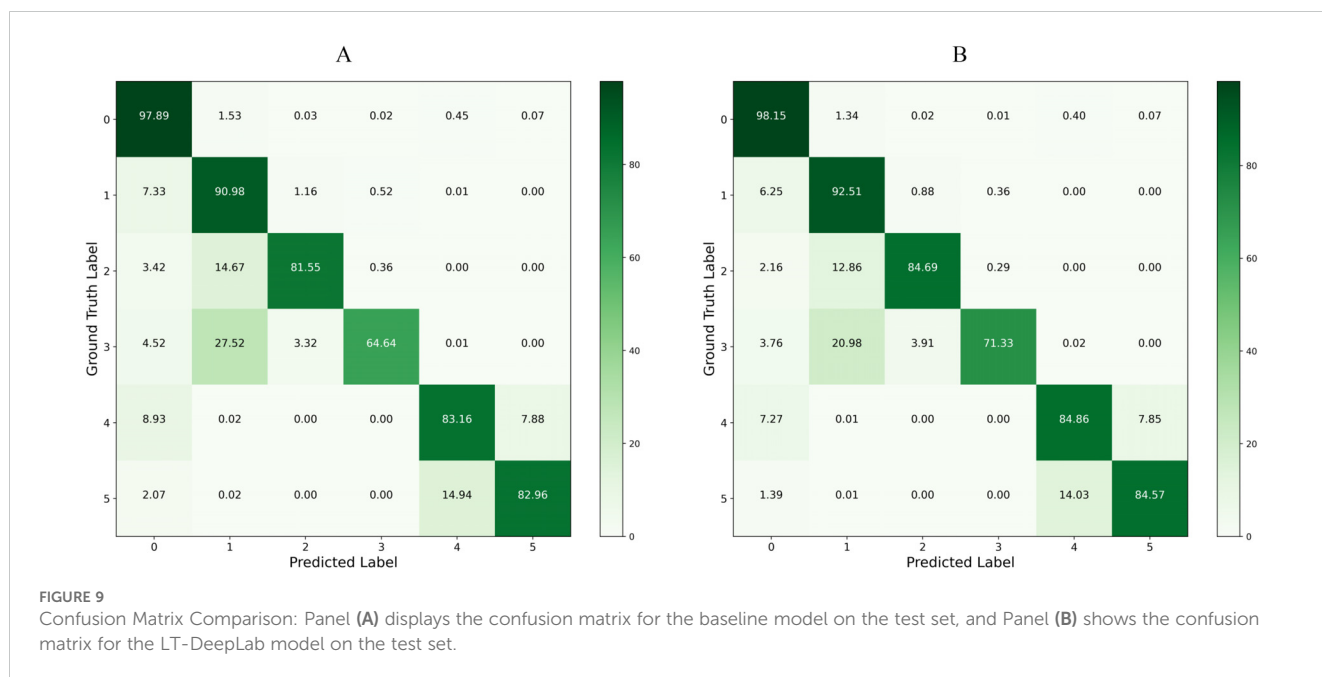 A
0 97.89 1.53 0.03 0.02 0.45 0.07
1 7.33 90.98 1.16 0.52 0.01 0.00
2 3.42 14.67 81.55 0.36 0.00 0.00
3 4.52 27.52 3.32 64.64 0.01 0.00
4 8.93 0.02 0.00 0.00 83.16 7.88
5 2.07 0.02 0.00 0.00 14.94 82.96
0 1 2 3 4 5
Ground Truth Label
Predicted Label
80
60
40
20
0
B
0 98.15 1.34 0.02 0.01 0.40 0.07
1 6.25 92.51 0.88 0.36 0.00 0.00
2 2.16 12.86 84.69 0.29 0.00 0.00
3 3.76 20.98 3.91 71.33 0.02 0.00
4 7.27 0.01 0.00 0.00 84.86 7.85
5 1.39 0.01 0.00 0.00 14.03 84.57
0 1 2 3 4 5
Ground Truth Label
Predicted Label
80
60
40
20
0
FIGURE 9
Confusion Matrix Comparison: Panel (A) displays the confusion matrix for the baseline model on the test set, and Panel (B) shows the confusion
matrix for the LT-DeepLab model on the test set.